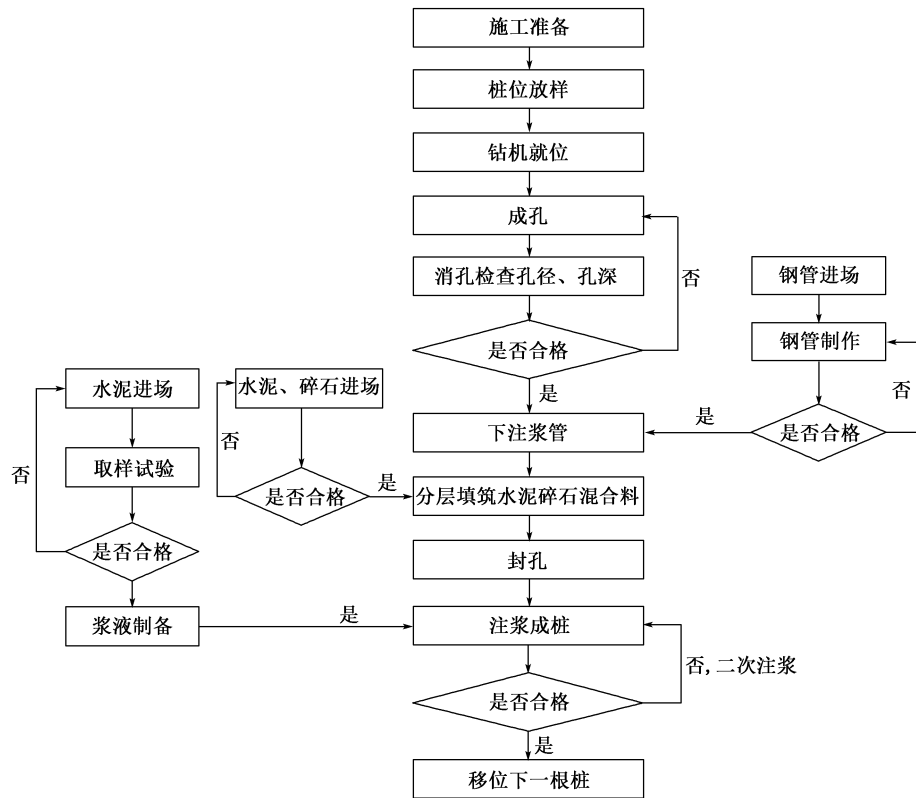 施工准备
桩位放样
钻机就位
成孔
消孔检查孔径、孔深
否
钢管进场
是否合格
钢管制作
水泥进场
水泥、碎石进场
是
否
否
下注浆管
是
是否合格
否
取样试验
是否合格
是
分层填筑水泥碎石混合料
是否合格
封孔
浆液制备
是
注浆成桩
否,二次注浆
是否合格
是
移位下一根桩